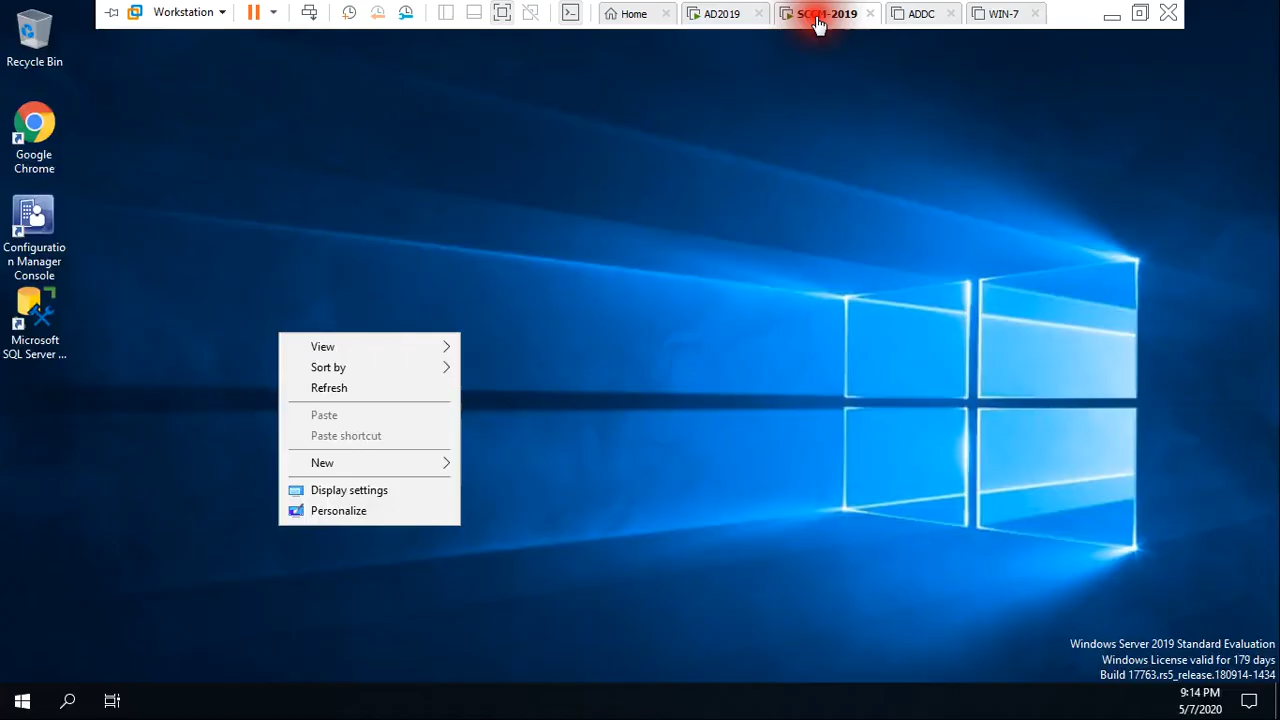 Workstation
Home
AD2019
SCCM-2019
ADDC
WIN-7
Recycle Bin
Google
Chrome
Configuratio
n Manager
Console
Microsoft
SQL Server ...
View
Sort by
Refresh
Paste
Paste shortcut
New
Display settings
Personalize
Windows Server 2019 Standard Evaluation
Windows License valid for 179 days
Build 17763.rs5_release.180914-1434
9:14 PM
5/7/2020